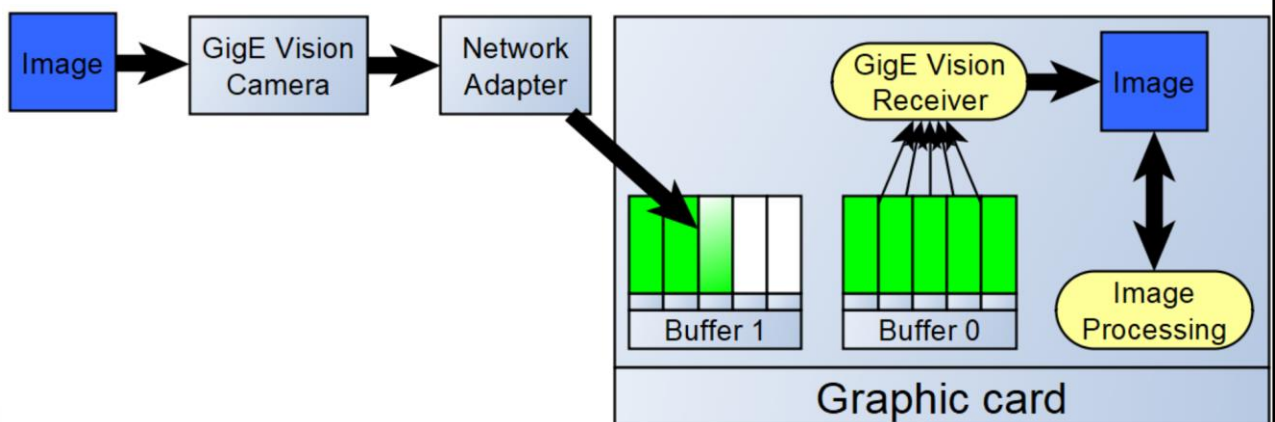 Image
GigE Vision
Camera
Network
Adapter
GigE Vision
Receiver
Image
Buffer 1
Buffer 0
Image
Processing
Graphic card